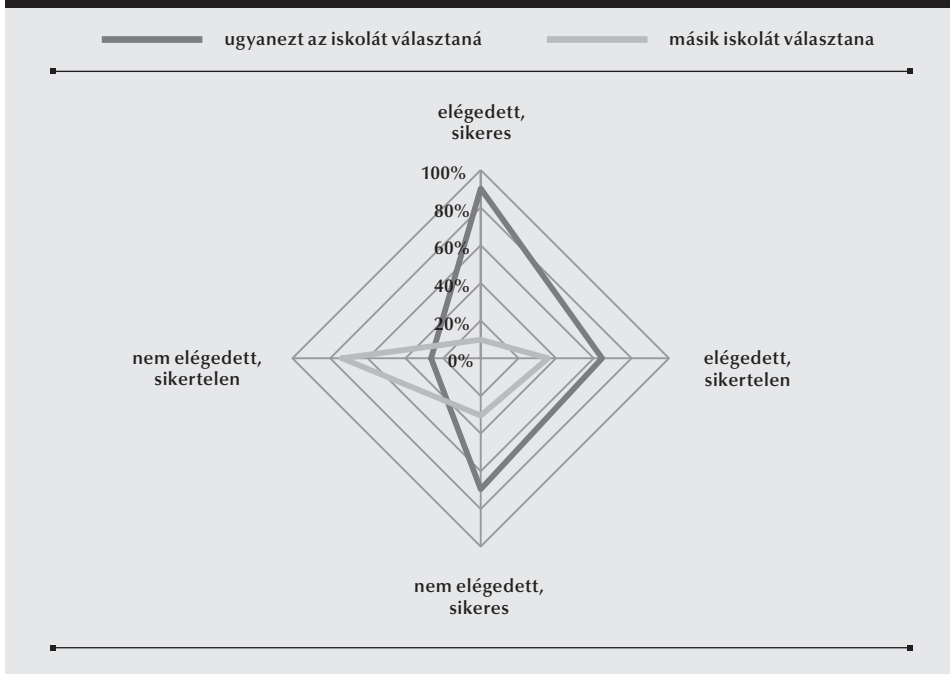 ugyanezt az iskolát választaná
másik iskolát választana
elégedett,
sikeres
100%
80%
60%
40%
20%
0%
nem elégedett,
sikertelen
elégedett,
sikertelen
nem elégedett,
sikeres